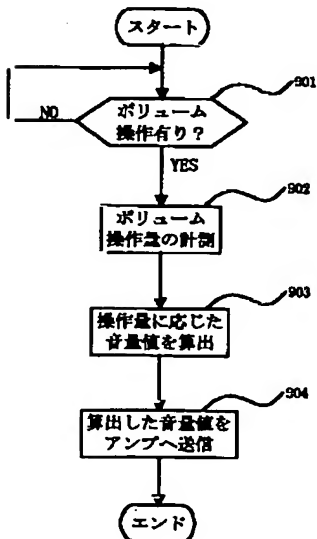 スタート
901
ボリューム
操作有り？
NO
YES
902
ボリューム
操作量の計測
903
操作量に応じた
音量値を算出
904
算出した音量値を
アンプへ送信
エンド